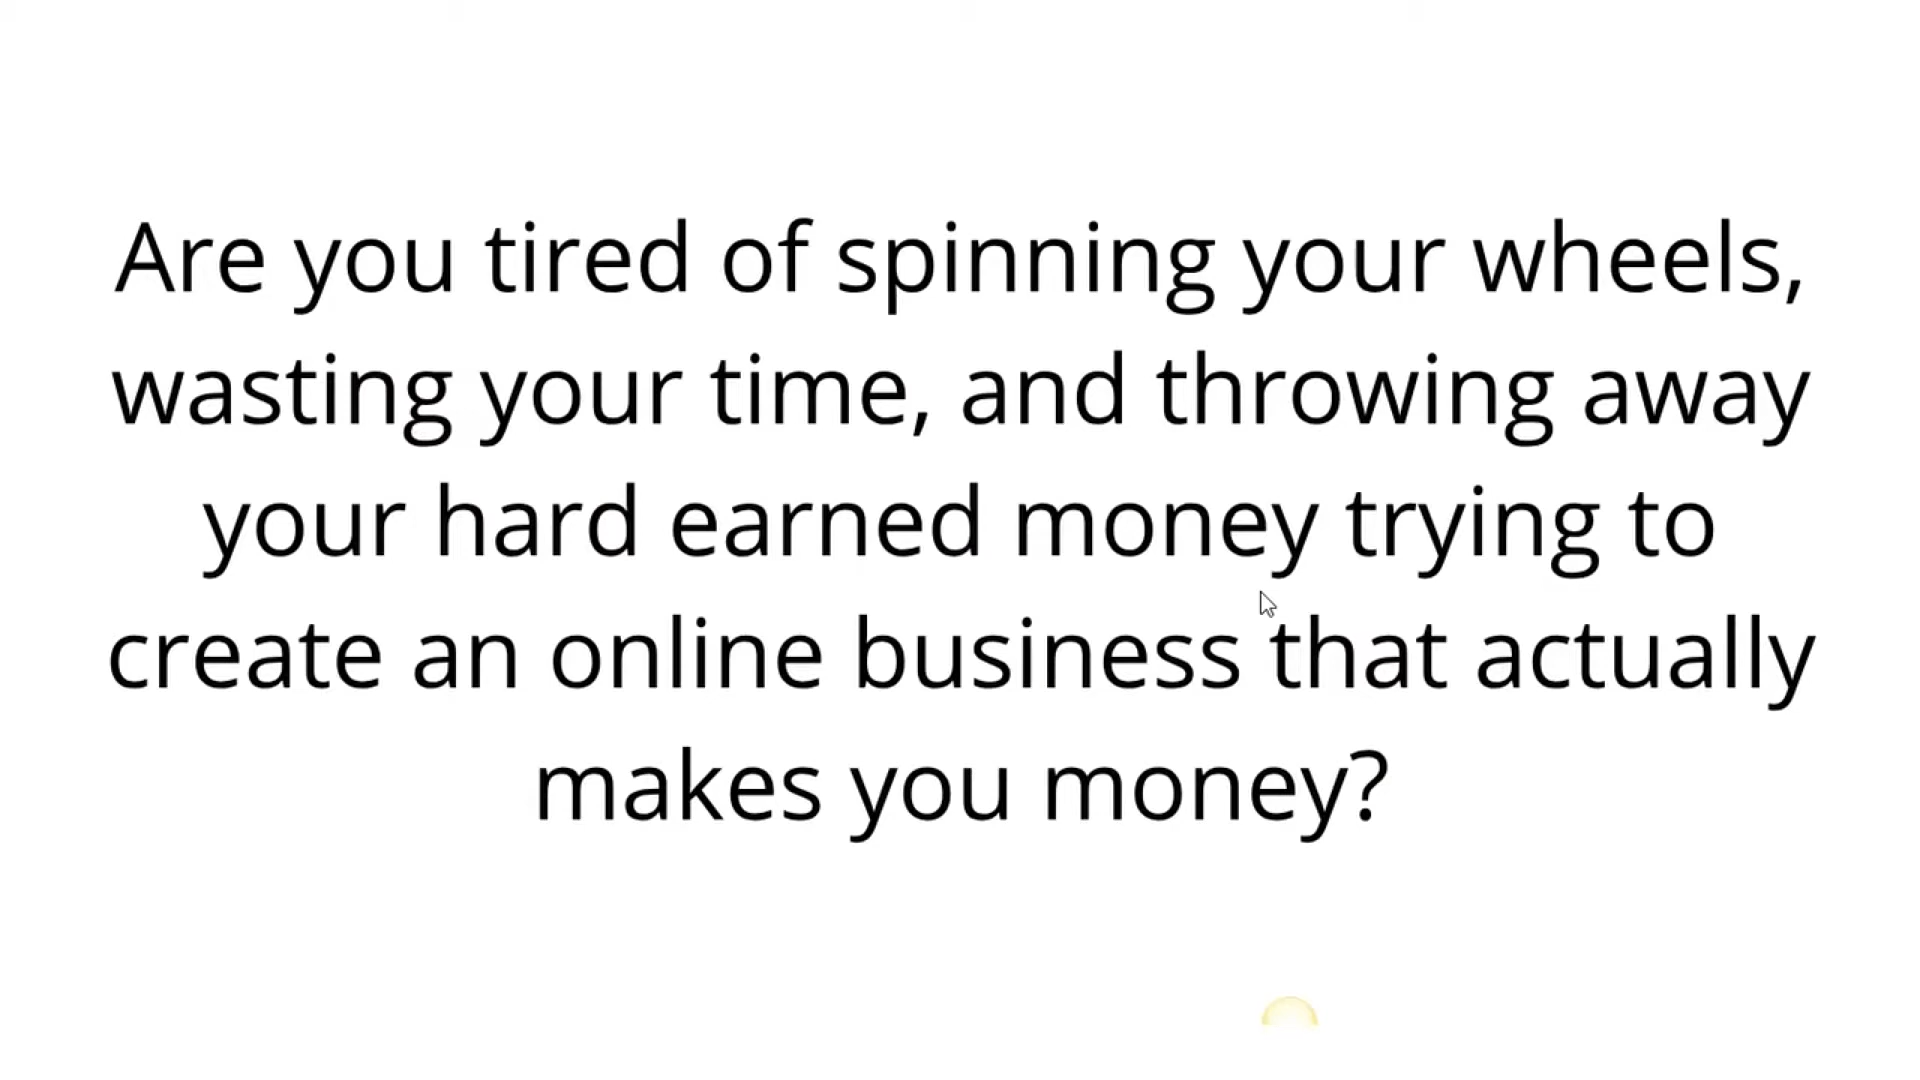 Are you tired of spinning your wheels,
wasting your time, and throwing away
your hard earned money trying to
create an online business that actually
makes you money?